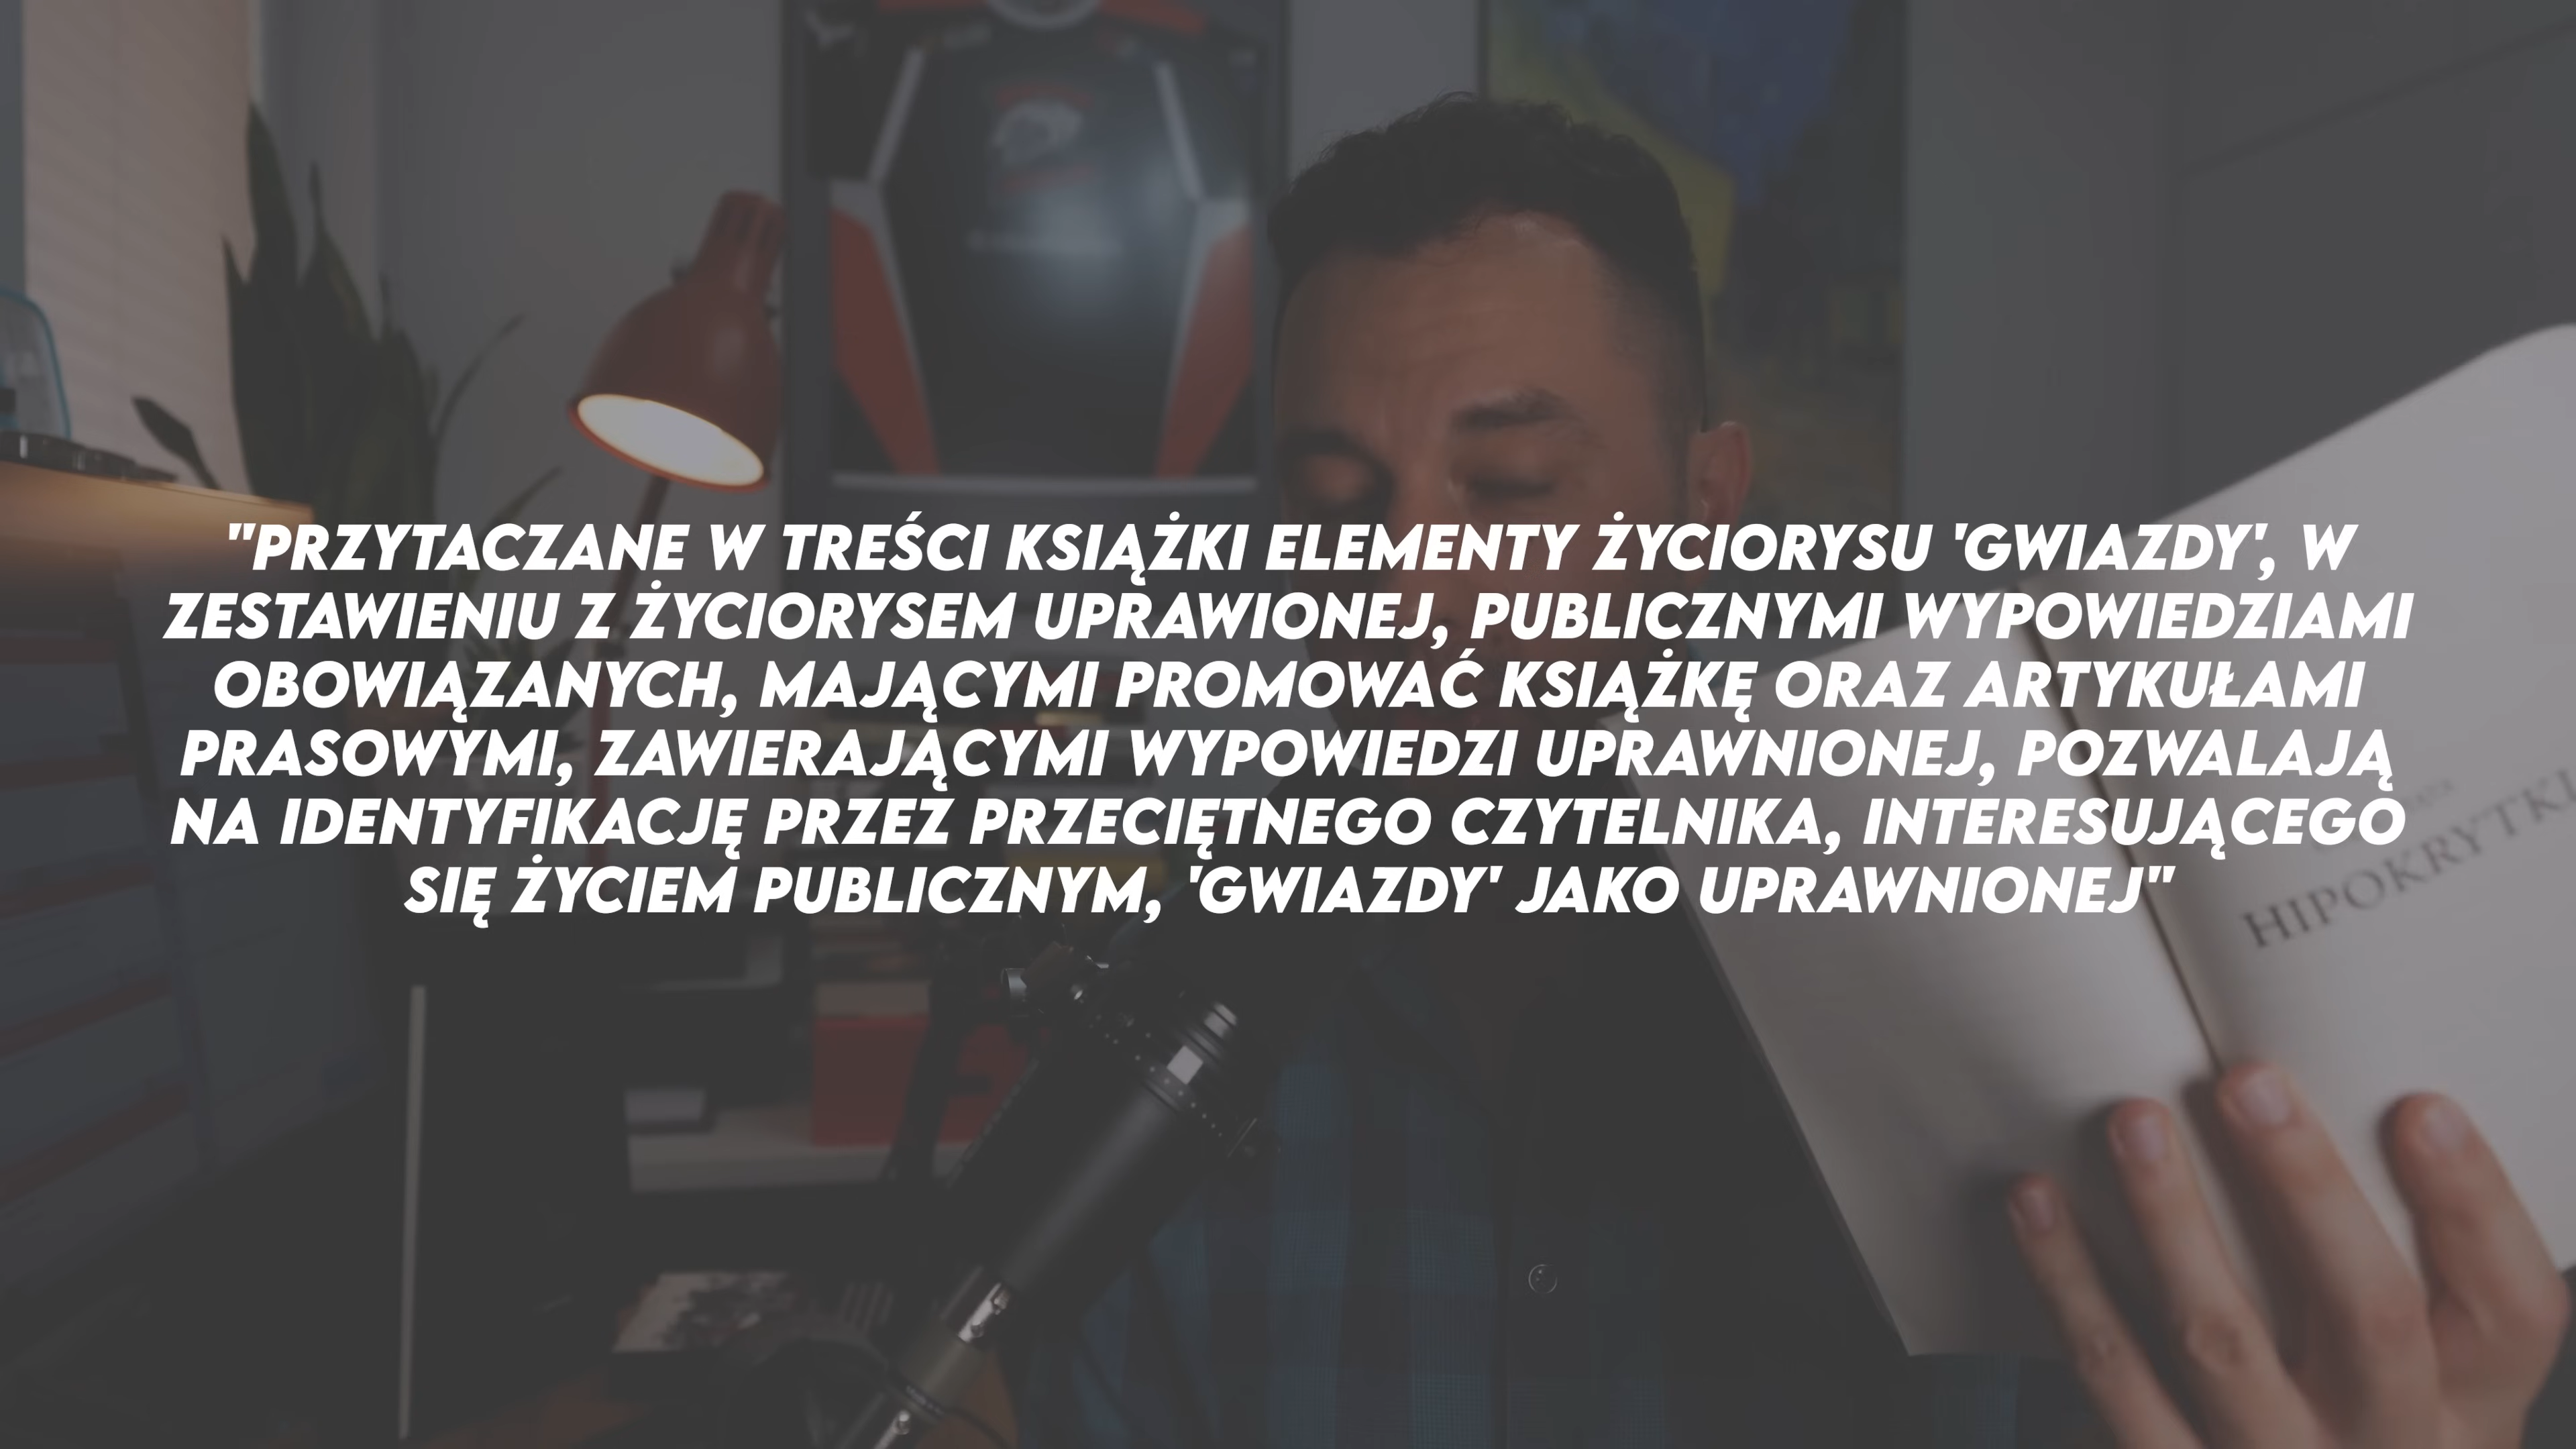 "PRZYTACZANE W TREŚCI KSIĄŻKI ELEMENTY ŻYCIORYSU 'GWIAZDY', W
ZESTAWIENIU Z ŻYCIORYSEM UPRAWIONEJ, PUBLICZNYMI WYPOWIEDZIAMI
OBOWIĄZANYCH, MAJĄCYMI PROMOWAĆ KSIĄŻKĘ ORAZ ARTYKUŁAMI
PRASOWYMI, ZAWIERAJĄCYMI WYPOWIEDZI UPRAWNIONEJ, POZWALAJĄ
NA IDENTYFIKACJĘ PRZEZ PRZECIĘTNEGO CZYTELNIKA, INTERESUJĄCEGO
SIĘ ŻYCIEM PUBLICZNYM, 'GWIAZDY' JAKO UPRAWNIONEJ"
HIPOKRYTKI